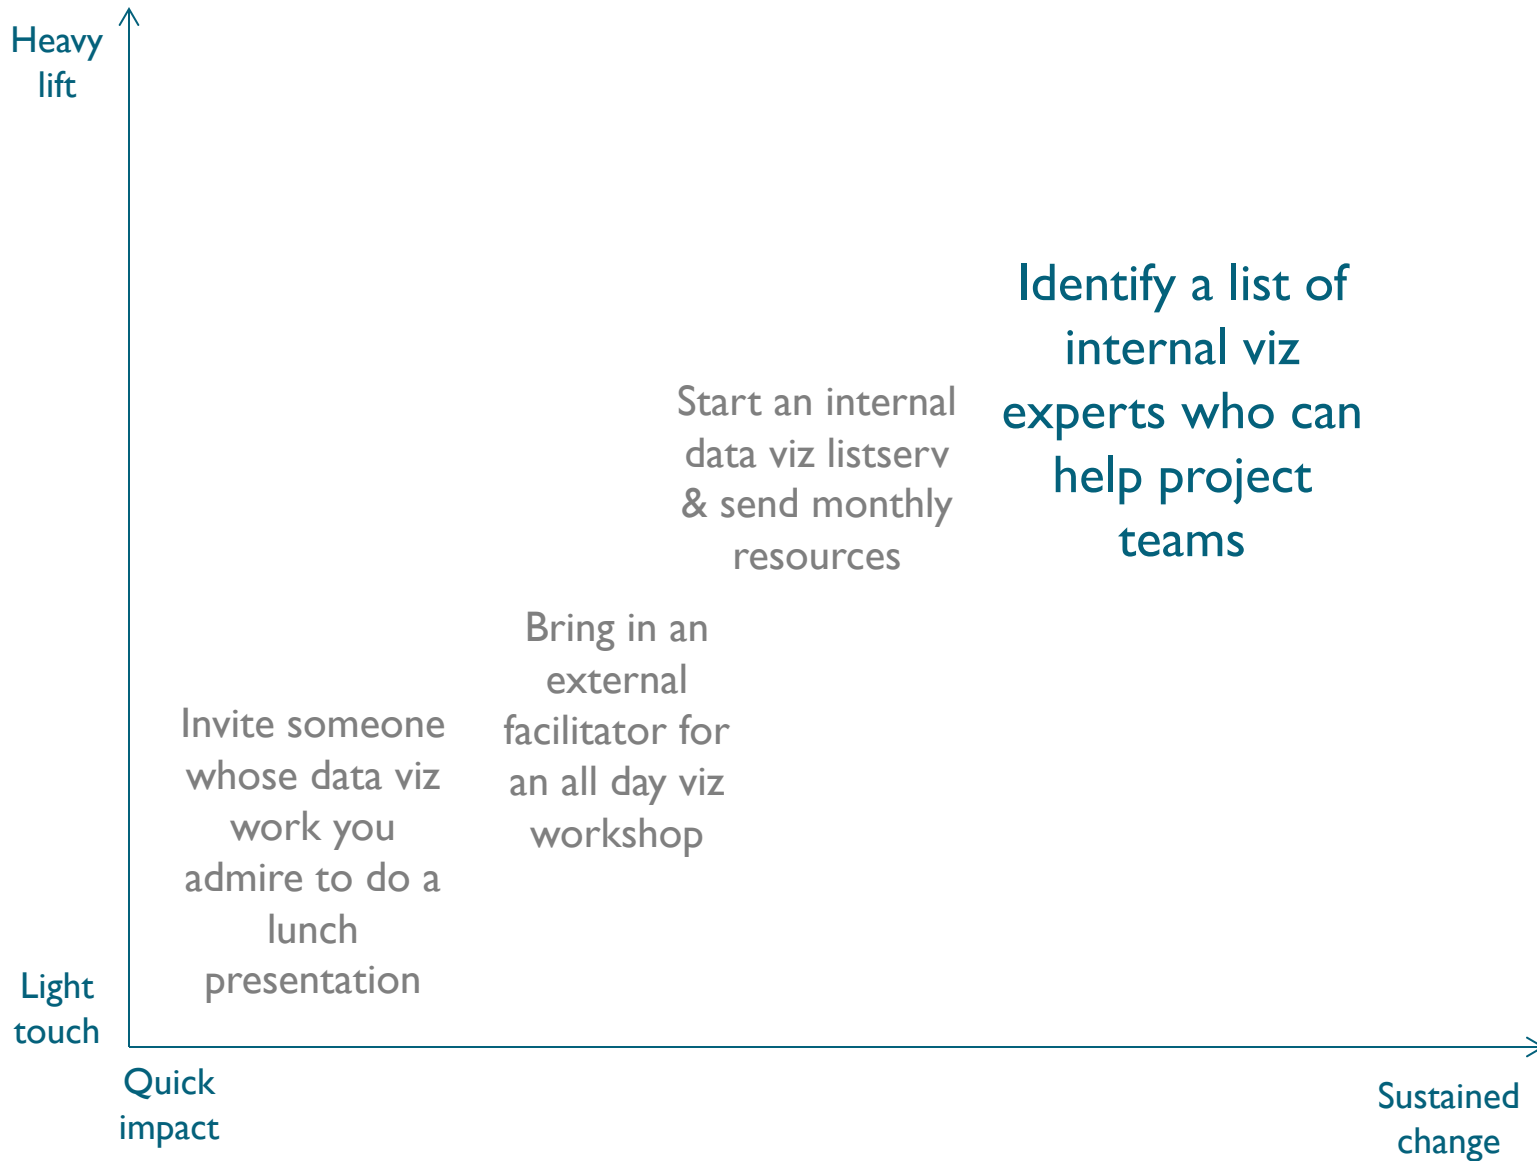 Heavy
lift
Identify a list of
internal viz
experts who can
help project
teams
Start an internal
data viz listserv
& send monthly
resources
Bring in an
external
facilitator for
an all day viz
workshop
Invite someone
whose data viz
work you
admire to do a
lunch
presentation
Light
touch
Quick
impact
Sustained
change